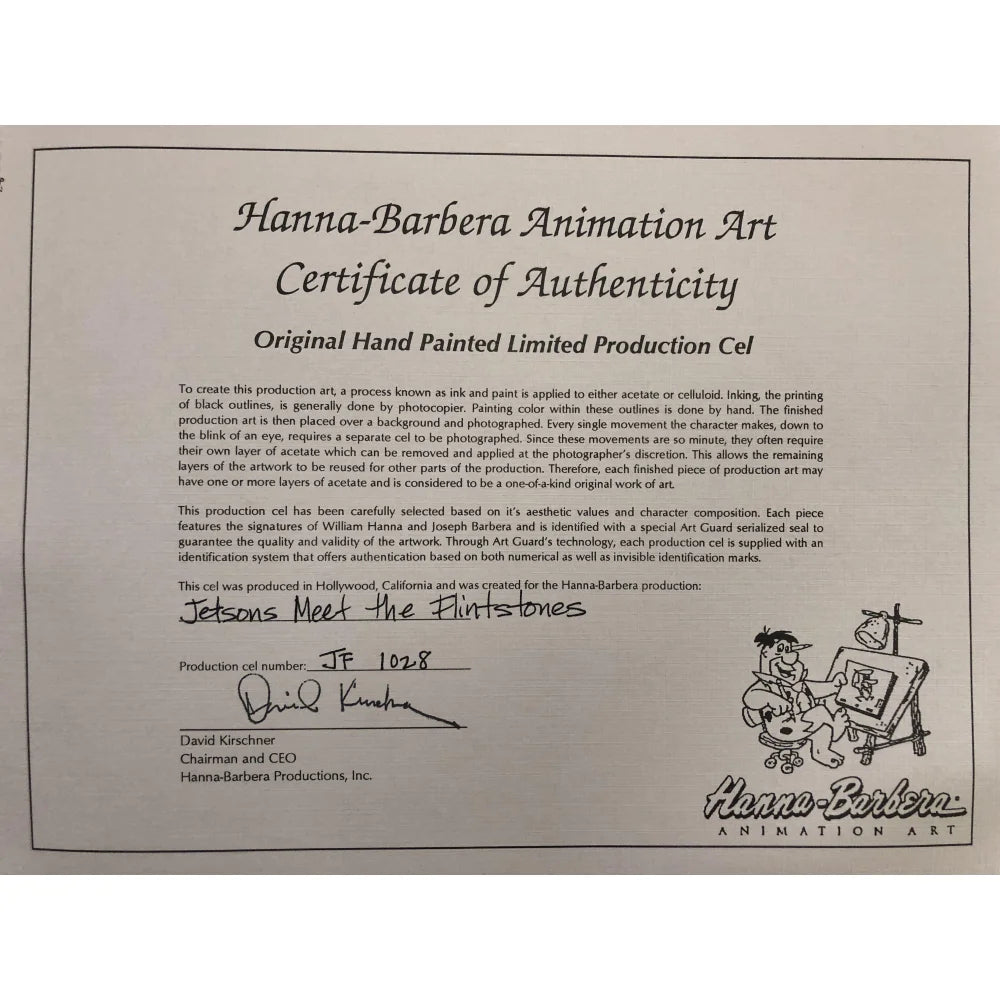 Hanna-Barbera Animation Art
Certificate of Authenticity
Original Hand Painted Limited Production Cel
To create this production art, a process known as ink and paint is applied to either acetate or celluloid. Inking, the printing
of black outlines, is generally done by photocopier. Painting color within these outlines is done by hand. The finished
production art is then placed over a background and photographed. Every single movement the character makes, down to
the blink of an eye, requires a separate cel to be photographed. Since these movements are so minute, they often require
their own layer of acetate which can be removed and applied at the photographer's discretion. This allows the remaining
layers of the artwork to be reused for other parts of the production. Therefore, each finished piece of production art may
have one or more layers of acetate and is considered to be a one-of-a-kind original work of art.
This production cel has been carefully selected based on it's aesthetic values and character composition. Each piece
features the signatures of William Hanna and Joseph Barbera and is identified with a special Art Guard serialized seal to
guarantee the quality and validity of the artwork. Through Art Guard's technology, each production cel is supplied with an
identification system that offers authentication based on both numerical as well as invisible identification marks.
This cel was produced in Hollywood, California and was created for the Hanna-Barbera production:
Jetsons Meet the Flintstones
Production cel number: JF 1028
David Kirschner
David Kirschner
Chairman and CEO
Hanna-Barbera Productions, Inc.
Hanna-Barbera
ANIMATION ART